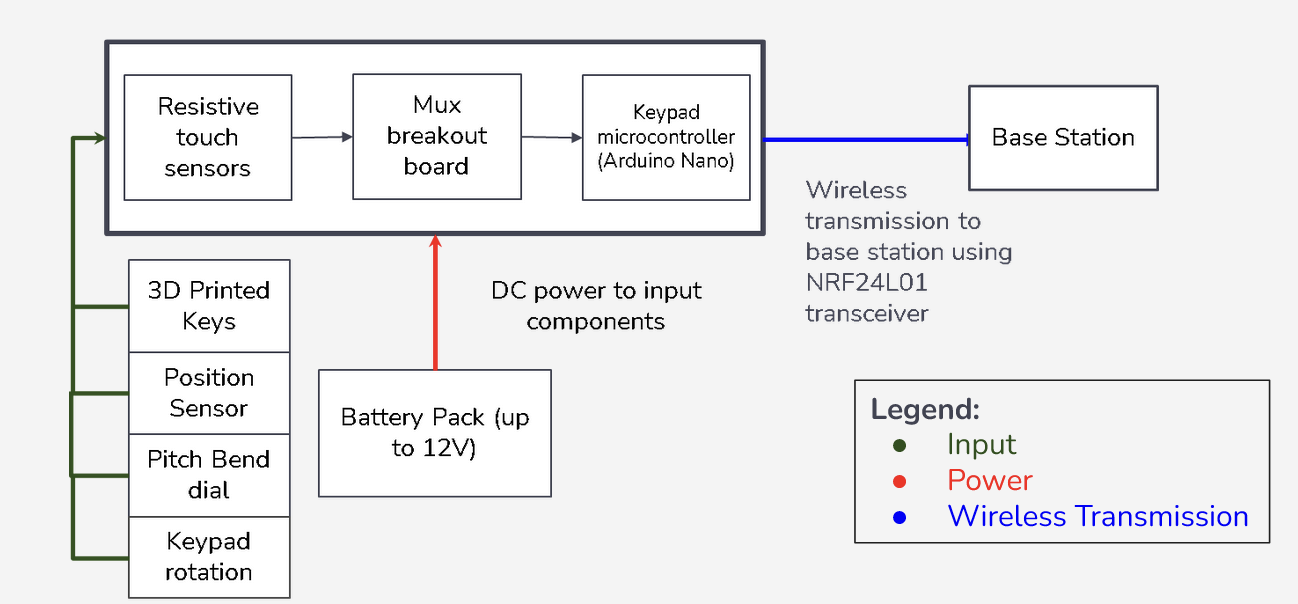 Resistive
touch
sensors
Mux
breakout
board
Keypad
microcontroller
(Arduino Nano)
Base Station
Wireless
transmission to
base station using
NRF24L01
transceiver
3D Printed
Keys
Position
Sensor
Pitch Bend
dial
Keypad
rotation
DC power to input
components
Battery Pack (up
to 12V)
Legend:
● Input
● Power
● Wireless Transmission